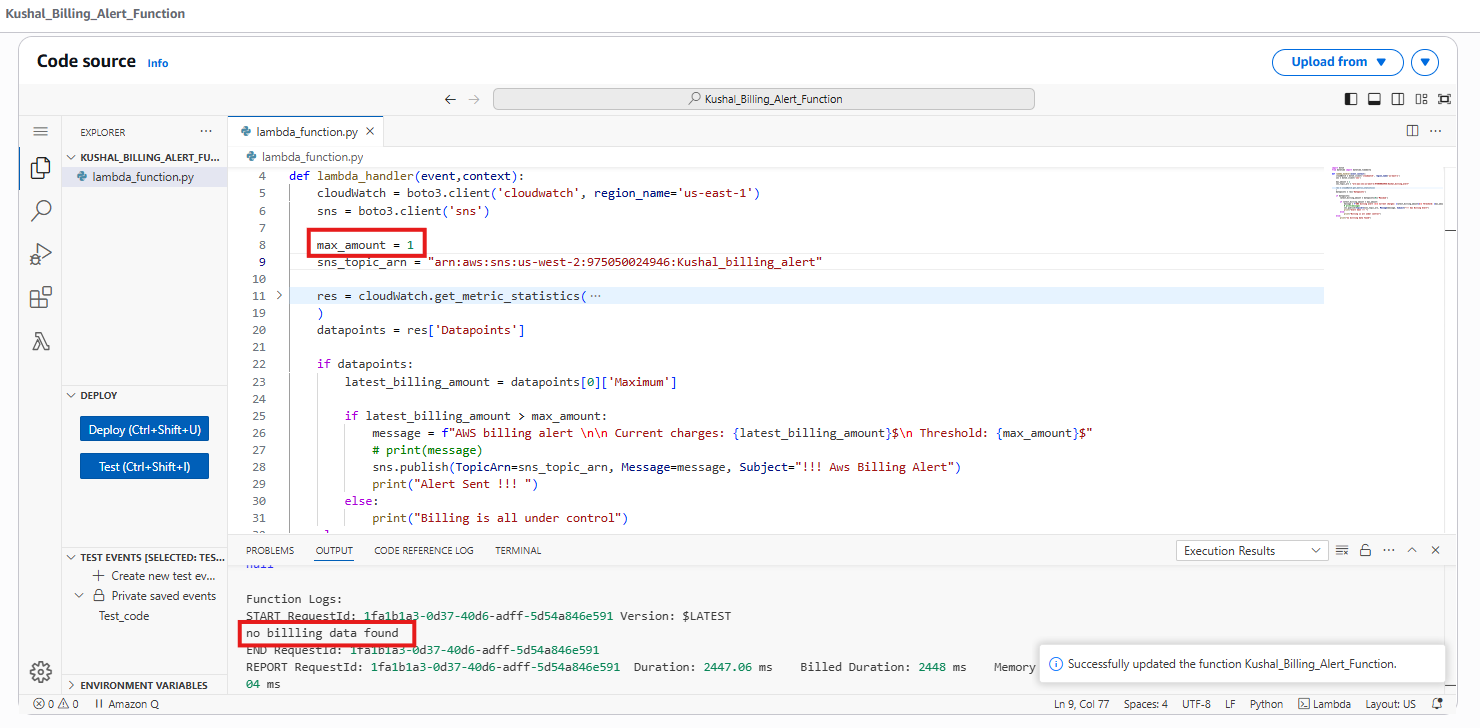 Kushal_Billing_Alert_Function
Code source Info
Upload from
Kushal_Billing_Alert_Function
EXPLORER
KUSHAL_BILLING_ALERT_FU...
lambda_function.py
lambda_function.py
lambda_function.py
4 def lambda_handler(event,context):
5 cloudWatch = boto3.client('cloudwatch', region_name='us-east-1')
6 sns = boto3.client('sns')
7
8 max_amount = 1
9 sns_topic_arn = "arn:aws:sns:us-west-2:975050024946:Kushal_billing_alert"
10
11 res = cloudWatch.get_metric_statistics( ···
19 )
20 datapoints = res['Datapoints']
21
22 if datapoints:
23 latest_billing_amount = datapoints[0]['Maximum']
24
25 if latest_billing_amount > max_amount:
26 message = f"AWS billing alert \n\n Current charges: {latest_billing_amount}$\n Threshold: {max_amount}$"
27 # print(message)
28 sns.publish(TopicArn=sns_topic_arn, Message=message, Subject="!!! Aws Billing Alert")
29 print("Alert Sent !!! ")
30 else:
31 print("Billing is all under control")
DEPLOY
Deploy (Ctrl+Shift+U)
Test (Ctrl+Shift+I)
TEST EVENTS [SELECTED: TES...
Create new test ev...
Private saved events
Test_code
ENVIRONMENT VARIABLES
PROBLEMS OUTPUT CODE REFERENCE LOG TERMINAL
Execution Results
null
Function Logs:
START RequestId: 1fa1b1a3-0d37-40d6-adff-5d54a846e591 Version: $LATEST
no billling data found
END RequestId: 1fa1b1a3-0d37-40d6-adff-5d54a846e591
REPORT RequestId: 1fa1b1a3-0d37-40d6-adff-5d54a846e591 Duration: 2447.06 ms Billed Duration: 2448 ms Memory
04 ms
Successfully updated the function Kushal_Billing_Alert_Function.
0 0 Amazon Q
Ln 9, Col 77 Spaces: 4 UTF-8 LF Python Lambda Layout: US